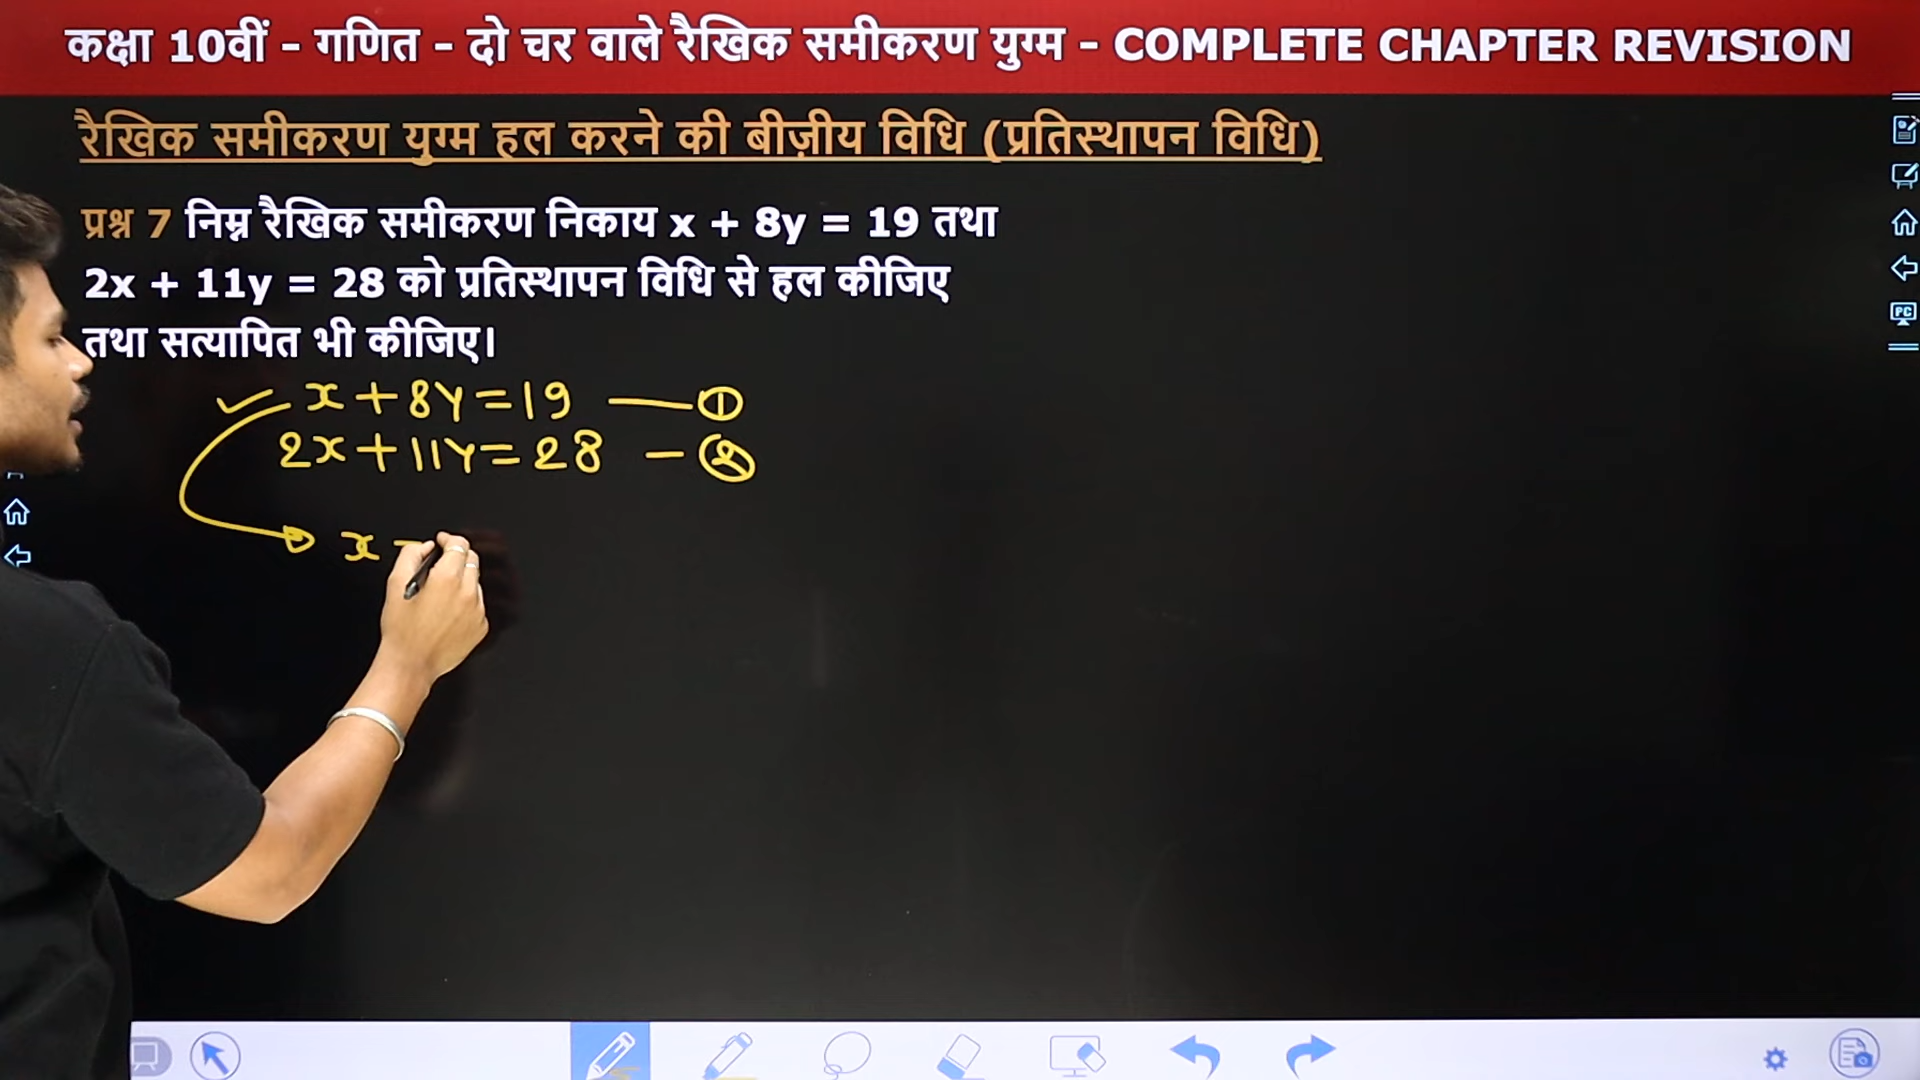 कक्षा 10वीं - गणित - दो चर वाले रैखिक समीकरण युग्म - COMPLETE CHAPTER REVISION
रैखिक समीकरण युग्म हल करने की बीज़ीय विधि (प्रतिस्थापन विधि)
प्रश्न 7 निम्न रैखिक समीकरण निकाय x + 8y = 19 तथा
2x + 11y = 28 को प्रतिस्थापन विधि से हल कीजिए
तथा सत्यापित भी कीजिए।
x + 8y = 19 — ①
2x + 11y = 28 — ②
x =
PC